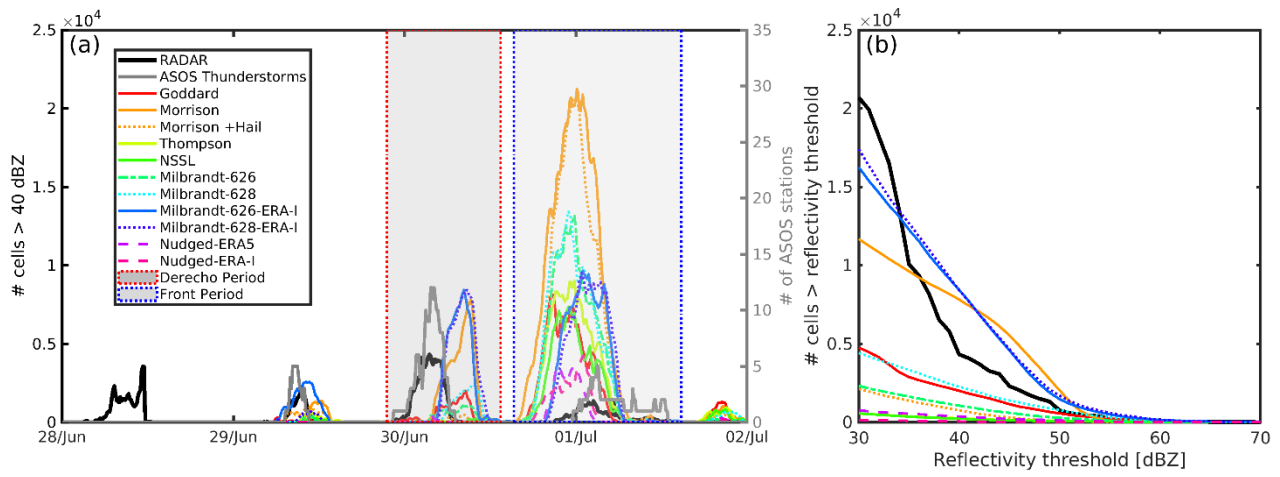 ×10⁴
×10⁴
(a)
(b)
RADAR
ASOS Thunderstorms
Goddard
Morrison
Morrison +Hail
Thompson
NSSL
Milbrandt-626
Milbrandt-628
Milbrandt-626-ERA-I
Milbrandt-628-ERA-I
Nudged-ERA5
Nudged-ERA-I
Derecho Period
Front Period
# cells > 40 dBZ
2.5
2
1.5
1
0.5
0
28/Jun
29/Jun
30/Jun
01/Jul
02/Jul
35
30
25
20
15
10
5
0
# of ASOS stations
# cells > reflectivity threshold
2.5
2
1.5
1
0.5
0
30
40
50
60
70
Reflectivity threshold [dBZ]